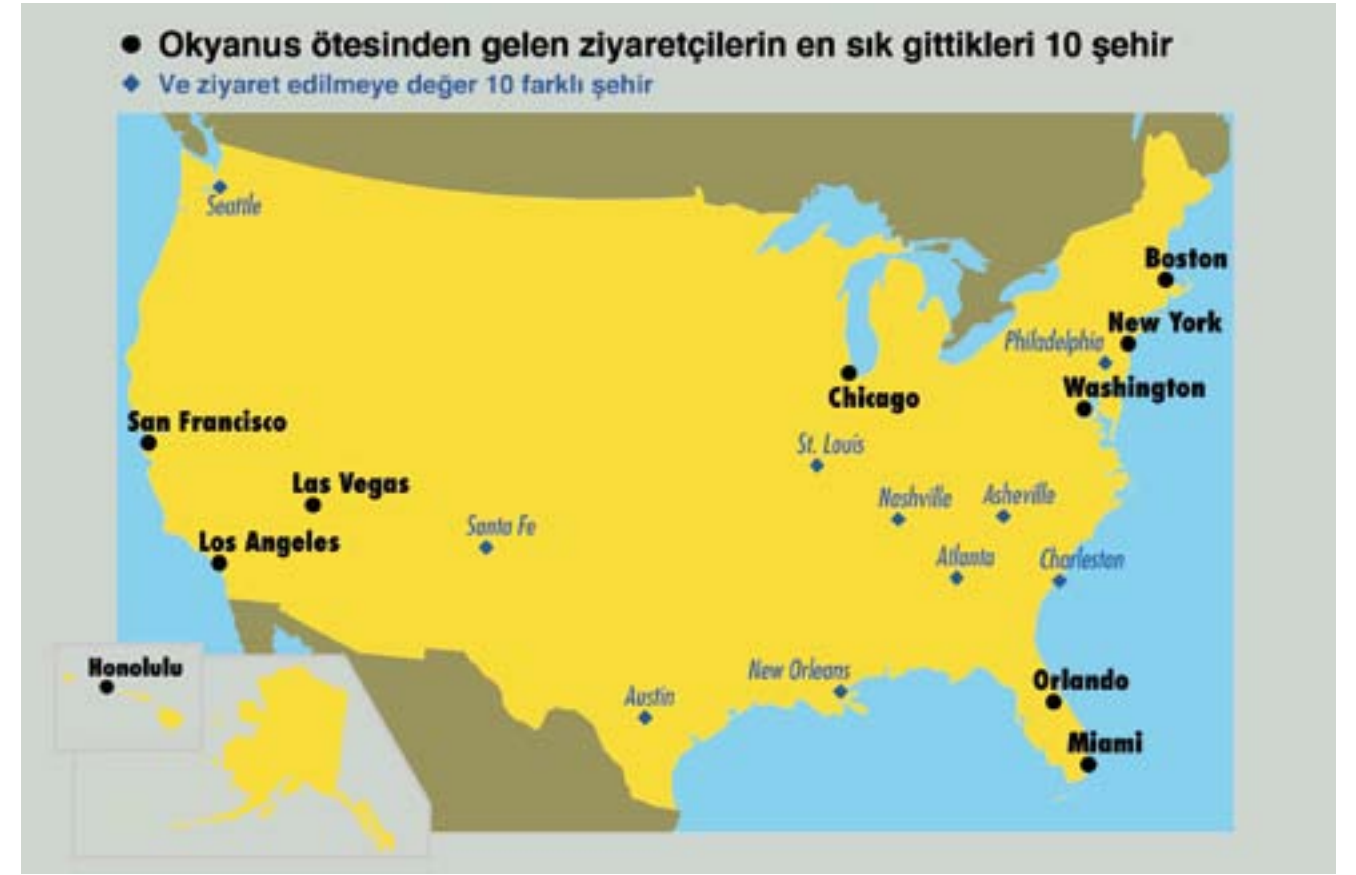 Okyanus ötesinden gelen ziyaretçilerin en sık gittikleri 10 şehir
Ve ziyaret edilmeye değer 10 farklı şehir
Seattle
Boston
New York
Philadelphia
Washington
Chicago
San Francisco
St. Louis
Las Vegas
Nashville
Asheville
Santa Fe
Los Angeles
Atlanta
Charleston
Honolulu
New Orleans
Orlando
Austin
Miami